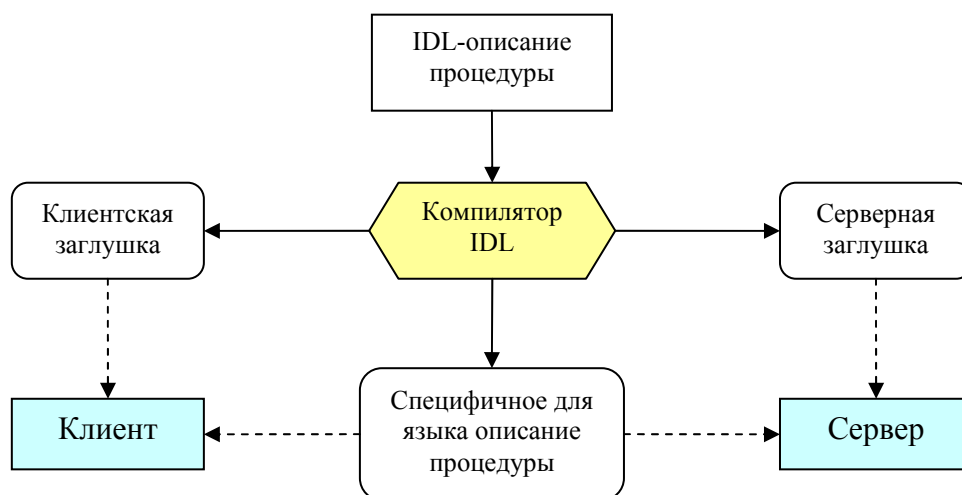 IDL-описание
процедуры
Клиентская
заглушка
Компилятор
IDL
Серверная
заглушка
Клиент
Специфичное для
языка описание
процедуры
Сервер